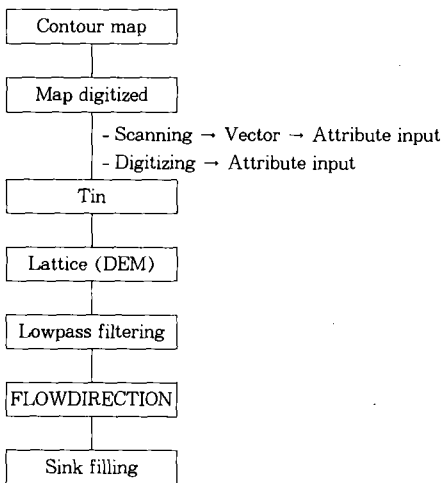 Contour map
Map digitized
- Scanning → Vector → Attribute input
- Digitizing → Attribute input
Tin
Lattice (DEM)
Lowpass filtering
FLOWDIRECTION
Sink filling